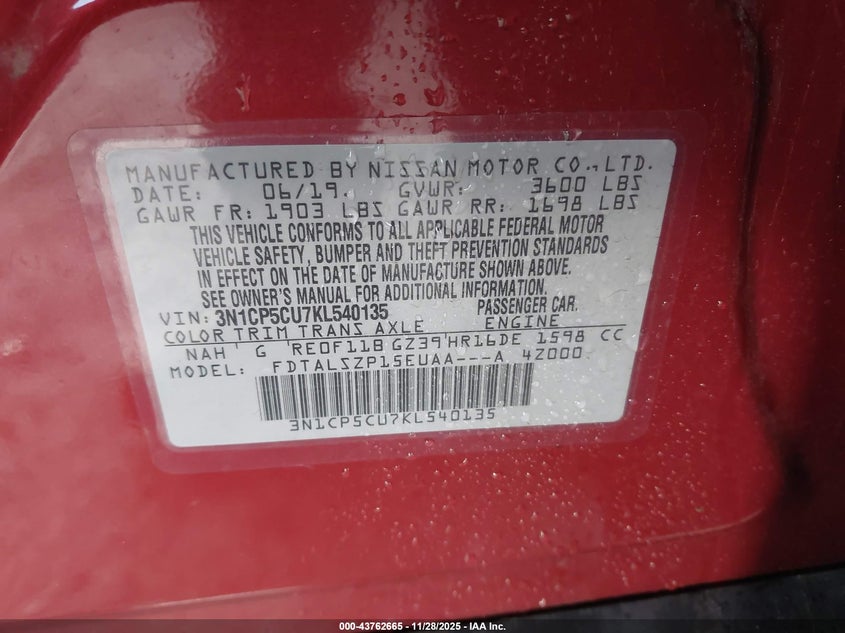 MANUFACTURED BY NISSAN MOTOR CO.,LTD.
DATE: 06/19. GVWR: 3600 LBS
GAWR FR: 1903 LBS GAWR RR: 1698 LBS
THIS VEHICLE CONFORMS TO ALL APPLICABLE FEDERAL MOTOR
VEHICLE SAFETY, BUMPER AND THEFT PREVENTION STANDARDS
IN EFFECT ON THE DATE OF MANUFACTURE SHOWN ABOVE.
SEE OWNER'S MANUAL FOR ADDITIONAL INFORMATION.
VIN: 3N1CP5CU7KL540135 PASSENGER CAR.
COLOR TRIM TRANS AXLE ENGINE
NAH G RE0F11B GZ39 HR16DE 1598 CC
MODEL: FDTALSZP15EUAA---A 4Z000
3N1CP5CU7KL540135
000-43762665 | 11/28/2025 - IAA Inc.